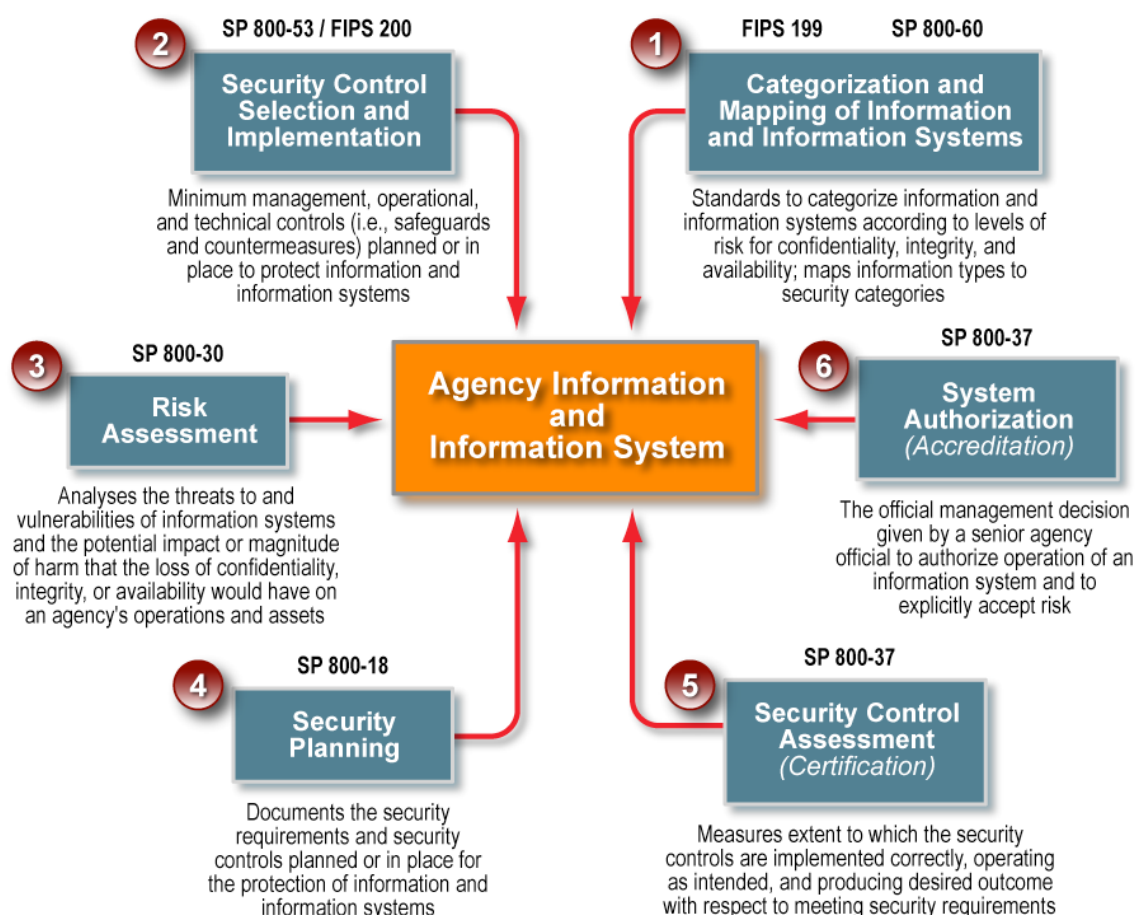 1
FIPS 199 SP 800-60
Categorization and
Mapping of Information
and Information Systems
Standards to categorize information and
information systems according to levels of
risk for confidentiality, integrity, and
availability; maps information types to
security categories
2
SP 800-53 / FIPS 200
Security Control
Selection and
Implementation
Minimum management, operational,
and technical controls (i.e., safeguards
and countermeasures) planned or in
place to protect information and
information systems
3
SP 800-30
Risk
Assessment
Analyses the threats to and
vulnerabilities of information systems
and the potential impact or magnitude
of harm that the loss of confidentiality,
integrity, or availability would have on
an agency's operations and assets
Agency Information
and
Information System
4
SP 800-18
Security
Planning
Documents the security
requirements and security
controls planned or in place for
the protection of information and
information systems
5
SP 800-37
Security Control
Assessment
(Certification)
Measures extent to which the security
controls are implemented correctly, operating
as intended, and producing desired outcome
with respect to meeting security requirements
6
SP 800-37
System
Authorization
(Accreditation)
The official management decision
given by a senior agency
official to authorize operation of an
information system and to
explicitly accept risk